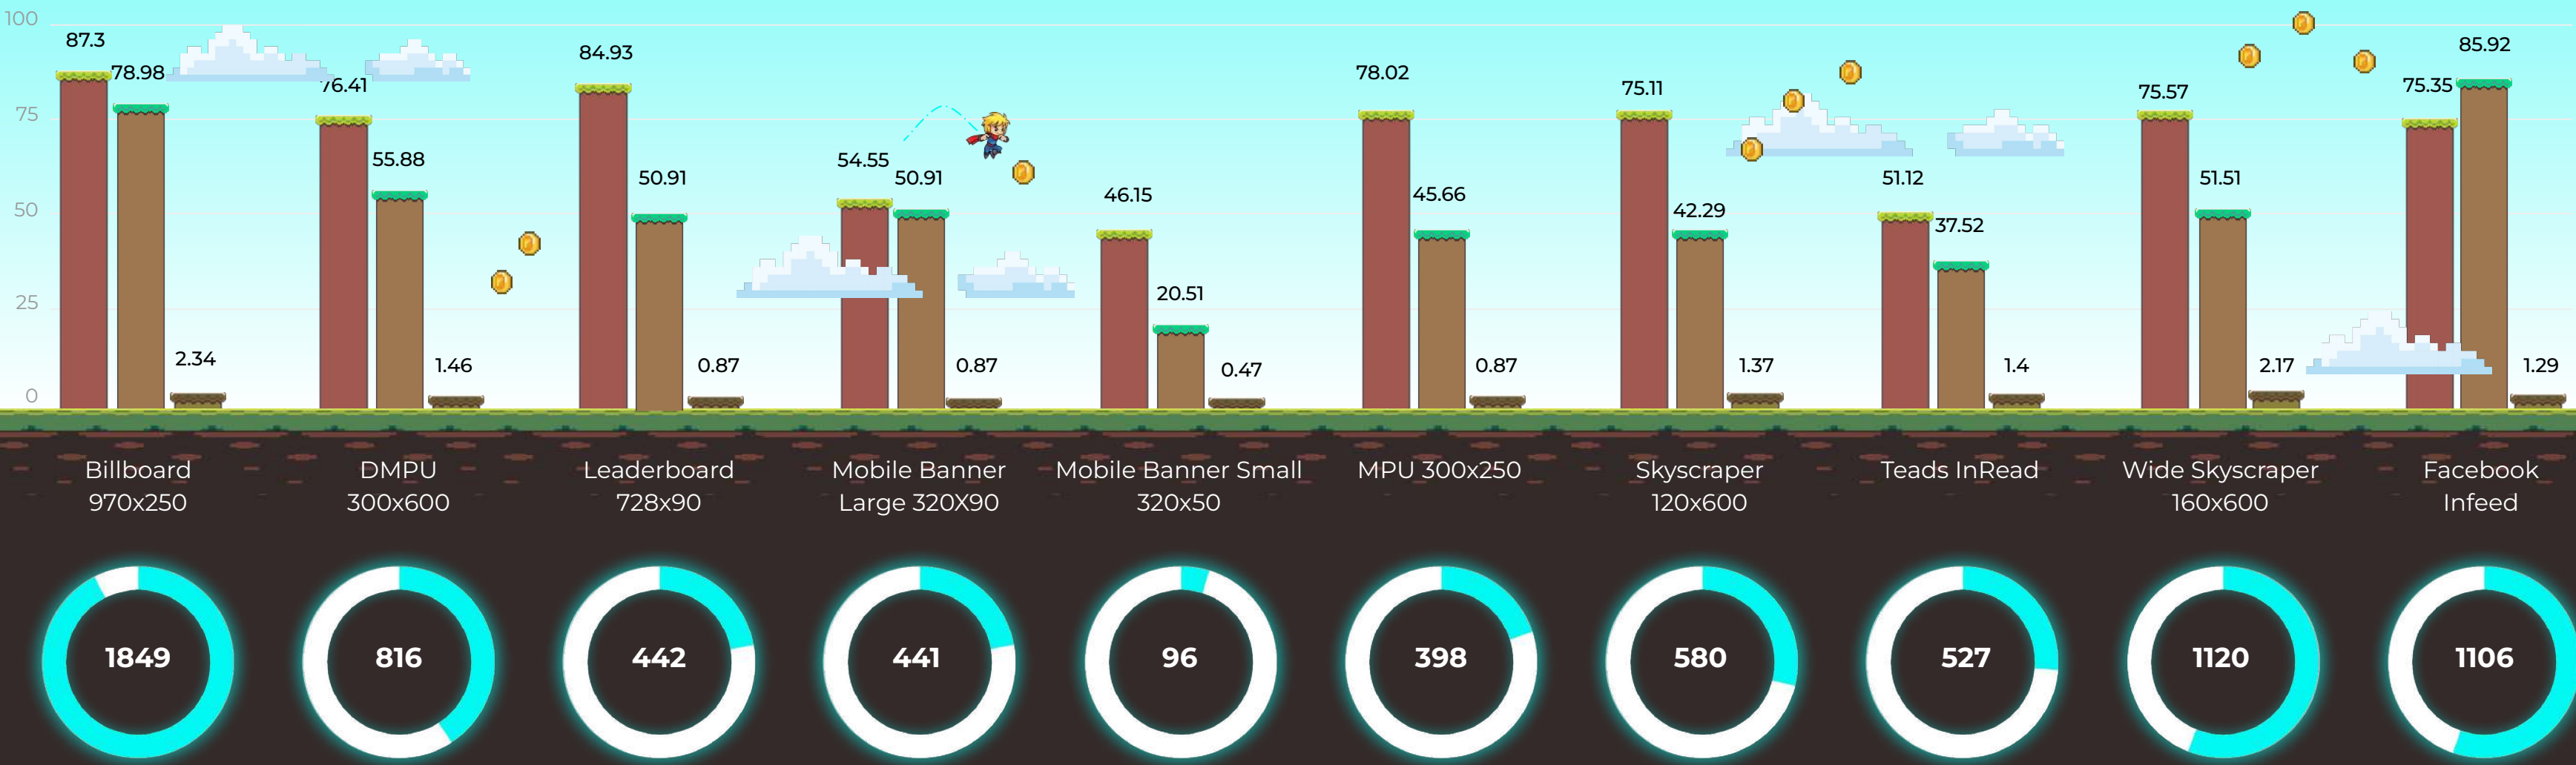 100
75
50
25
0
87.3
78.98
2.34
76.41
55.88
1.46
84.93
50.91
0.87
54.55
50.91
0.87
46.15
20.51
0.47
78.02
45.66
0.87
75.11
42.29
1.37
51.12
37.52
1.4
75.57
51.51
2.17
75.35
85.92
1.29
Billboard
970x250
DMPU
300x600
Leaderboard
728x90
Mobile Banner
Large 320X90
Mobile Banner Small
320x50
MPU 300x250
Skyscraper
120x600
Teads InRead
Wide Skyscraper
160x600
Facebook
Infeed
1849
816
442
441
96
398
580
527
1120
1106